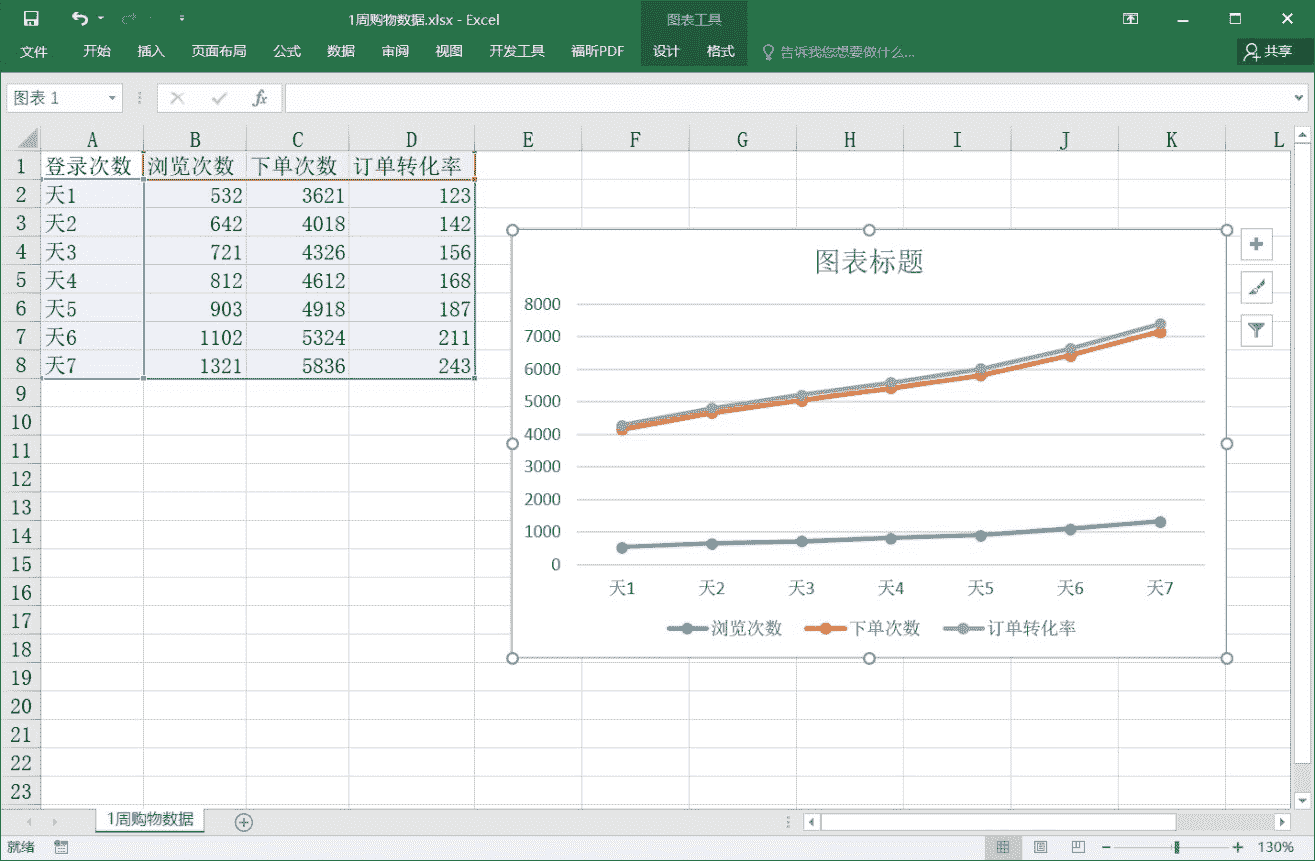 1周购物数据.xlsx - Excel
图表工具
文件 开始 插入 页面布局 公式 数据 审阅 视图 开发工具 福昕PDF 设计 格式 告诉我您想要做什么... 共享
图表 1 fx
A B C D E F G H I J K L
1 登录次数 浏览次数 下单次数 订单转化率
2 天1 532 3621 123
3 天2 642 4018 142
4 天3 721 4326 156
5 天4 812 4612 168
6 天5 903 4918 187
7 天6 1102 5324 211
8 天7 1321 5836 243
9
10
11
12
13
14
15
16
17
18
19
20
21
22
23
图表标题
8000
7000
6000
5000
4000
3000
2000
1000
0
天1 天2 天3 天4 天5 天6 天7
浏览次数 下单次数 订单转化率
1周购物数据
就绪 130%